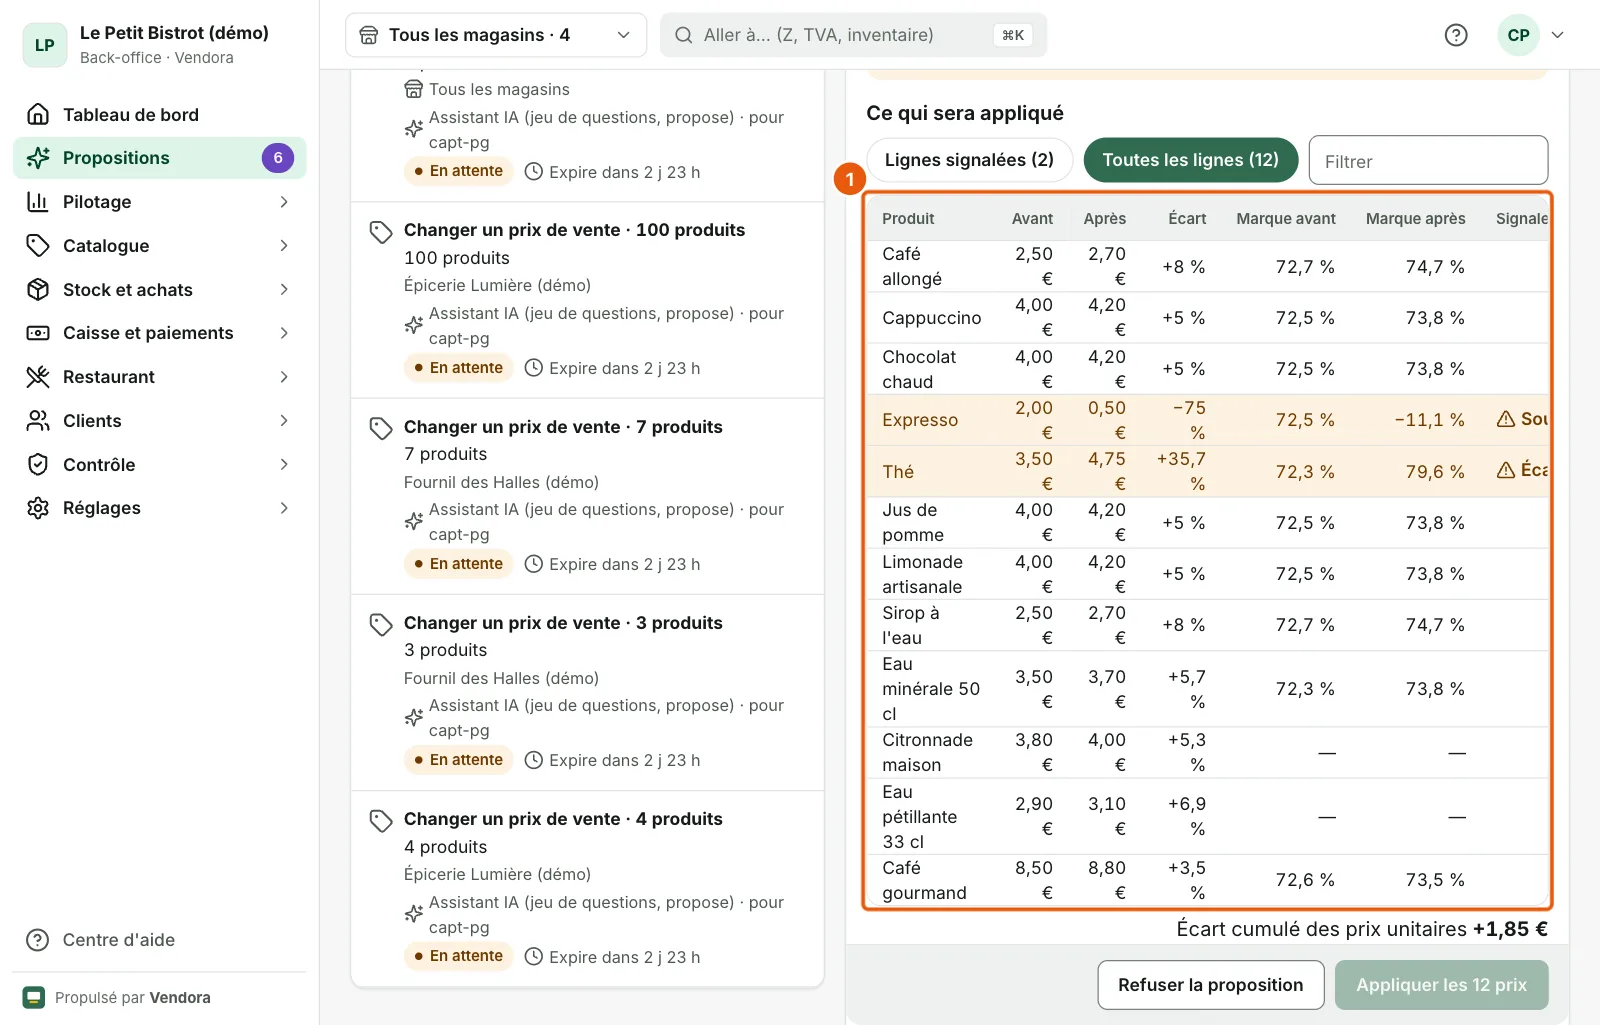 LP
Le Petit Bistrot (démo)
Back-office · Vendora
Tableau de bord
Propositions
6
Pilotage
Catalogue
Stock et achats
Caisse et paiements
Restaurant
Clients
Contrôle
Réglages
Centre d'aide
Propulsé par Vendora
Tous les magasins · 4
Aller à... (Z, TVA, inventaire)
⌘K
CP
Tous les magasins
Assistant IA (jeu de questions, propose) · pour
capt-pg
En attente
Expire dans 2 j 23 h
Changer un prix de vente · 100 produits
100 produits
Épicerie Lumière (démo)
Assistant IA (jeu de questions, propose) · pour
capt-pg
En attente
Expire dans 2 j 23 h
Changer un prix de vente · 7 produits
7 produits
Fournil des Halles (démo)
Assistant IA (jeu de questions, propose) · pour
capt-pg
En attente
Expire dans 2 j 23 h
Changer un prix de vente · 3 produits
3 produits
Fournil des Halles (démo)
Assistant IA (jeu de questions, propose) · pour
capt-pg
En attente
Expire dans 2 j 23 h
Changer un prix de vente · 4 produits
4 produits
Épicerie Lumière (démo)
Assistant IA (jeu de questions, propose) · pour
capt-pg
En attente
Expire dans 2 j 23 h
Ce qui sera appliqué
Lignes signalées (2)
Toutes les lignes (12)
Filtrer
1
Produit Avant Après Écart Marque avant Marque après Signale
Café allongé 2,50 € 2,70 € +8 % 72,7 % 74,7 %
Cappuccino 4,00 € 4,20 € +5 % 72,5 % 73,8 %
Chocolat chaud 4,00 € 4,20 € +5 % 72,5 % 73,8 %
Expresso 2,00 € 0,50 € −75 % 72,5 % −11,1 % Sou
Thé 3,50 € 4,75 € +35,7 % 72,3 % 79,6 % Éca
Jus de pomme 4,00 € 4,20 € +5 % 72,5 % 73,8 %
Limonade artisanale 4,00 € 4,20 € +5 % 72,5 % 73,8 %
Sirop à l'eau 2,50 € 2,70 € +8 % 72,7 % 74,7 %
Eau minérale 50 cl 3,50 € 3,70 € +5,7 % 72,3 % 73,8 %
Citronnade maison 3,80 € 4,00 € +5,3 % — —
Eau pétillante 33 cl 2,90 € 3,10 € +6,9 % — —
Café gourmand 8,50 € 8,80 € +3,5 % 72,6 % 73,5 %
Écart cumulé des prix unitaires +1,85 €
Refuser la proposition
Appliquer les 12 prix